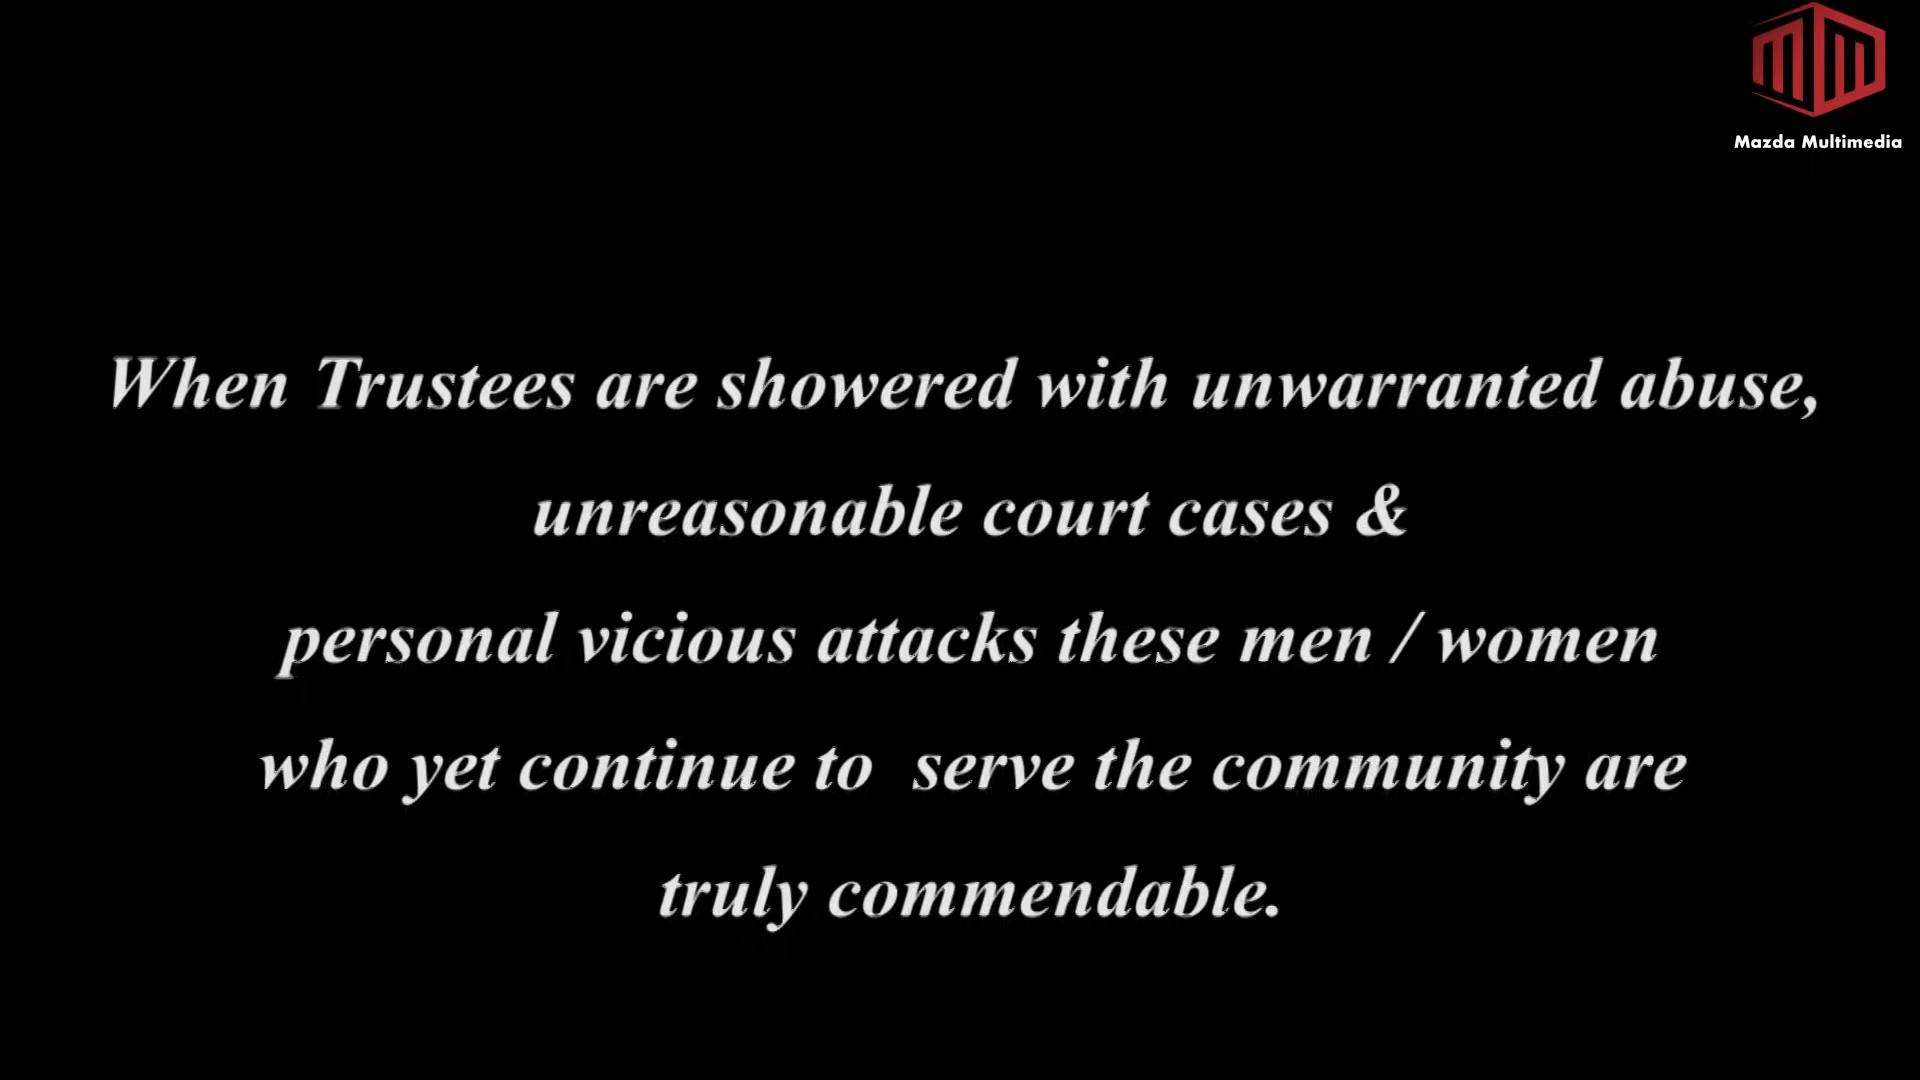 Mazda Multimedia
When Trustees are showered with unwarranted abuse,
unreasonable court cases &
personal vicious attacks these men / women
who yet continue to serve the community are
truly commendable.